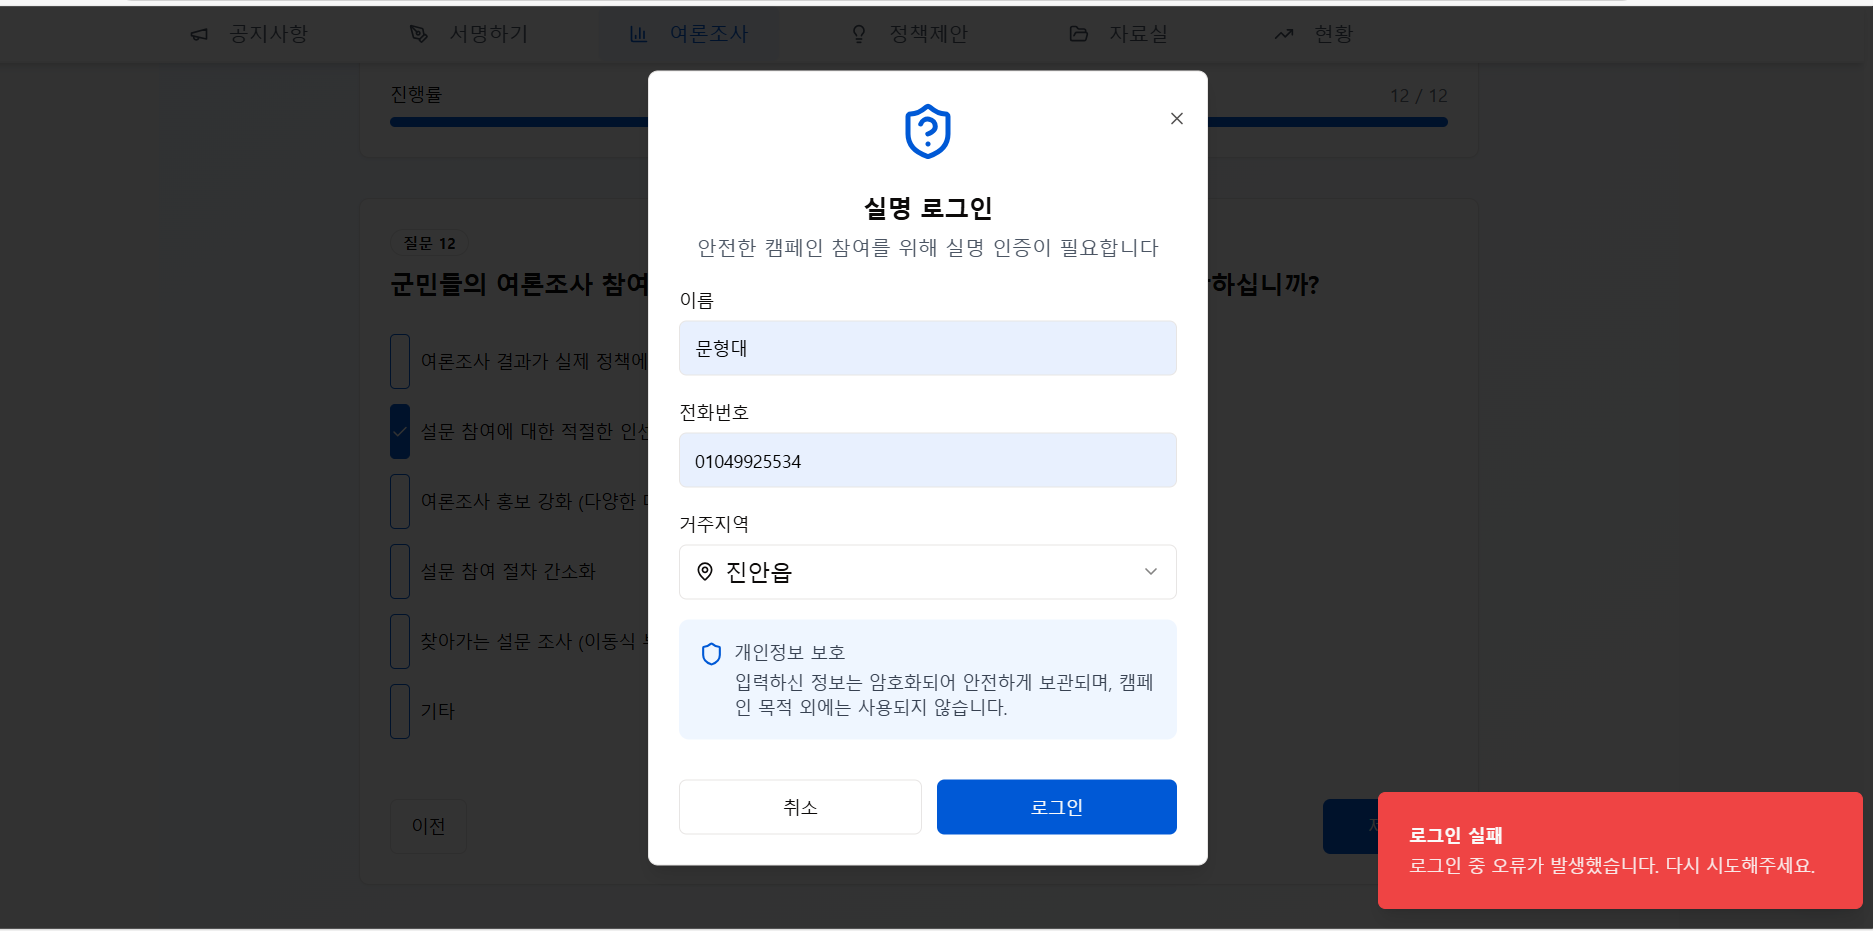 공지사항
서명하기
여론조사
정책제안
자료실
현황
진행률
12 / 12
실명 로그인
안전한 캠페인 참여를 위해 실명 인증이 필요합니다
질문 12
군민들의 여론조사 참여
하십니까?
이름
문형대
여론조사 결과가 실제 정책에
전화번호
설문 참여에 대한 적절한
01049925534
여론조사 홍보 강화 (다양한
거주지역
진안읍
설문 참여 절차 간소화
찾아가는 설문 조사 (이동식
개인정보 보호
입력하신 정보는 암호화되어 안전하게 보관되며, 캠페
인 목적 외에는 사용되지 않습니다.
기타
취소
로그인
이전
로그인 실패
로그인 중 오류가 발생했습니다. 다시 시도해주세요.